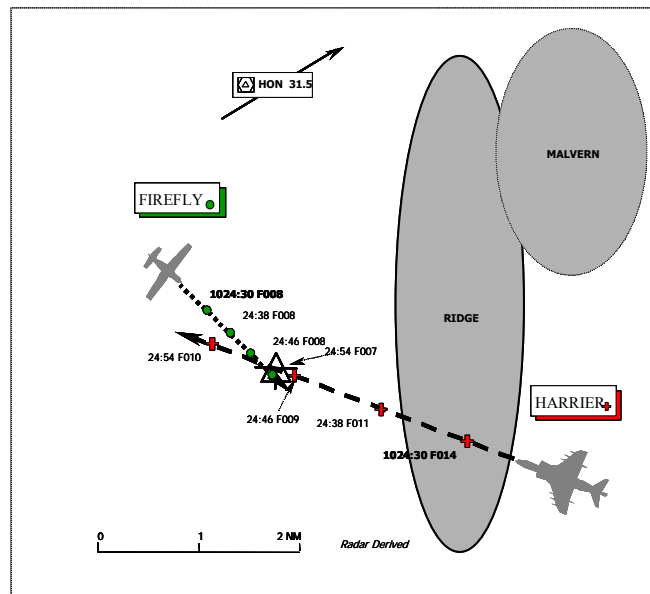 HON 31.5
MALVERN
FIREFLY
1024:30 F008
24:38 F008
RIDGE
24:46 F008
24:54 F007
24:54 F010
HARRIER
24:46 F009
24:38 F011
1024:30 F014
0 1 2 NM
Radar Derived